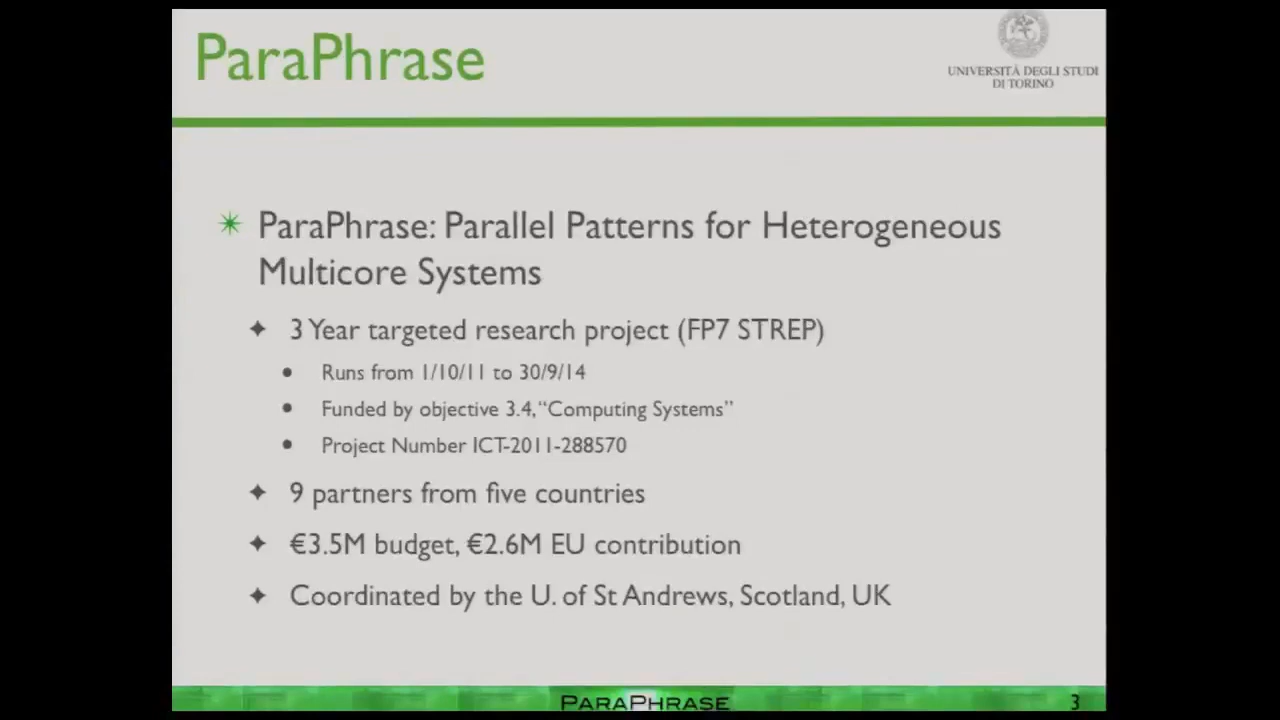 ParaPhrase
UNIVERSITÀ DEGLI STUDI
DI TORINO
ParaPhrase: Parallel Patterns for Heterogeneous
Multicore Systems
3 Year targeted research project (FP7 STREP)
Runs from 1/10/11 to 30/9/14
Funded by objective 3.4, “Computing Systems”
Project Number ICT-2011-288570
9 partners from five countries
€3.5M budget, €2.6M EU contribution
Coordinated by the U. of St Andrews, Scotland, UK
PARAPHRASE
3